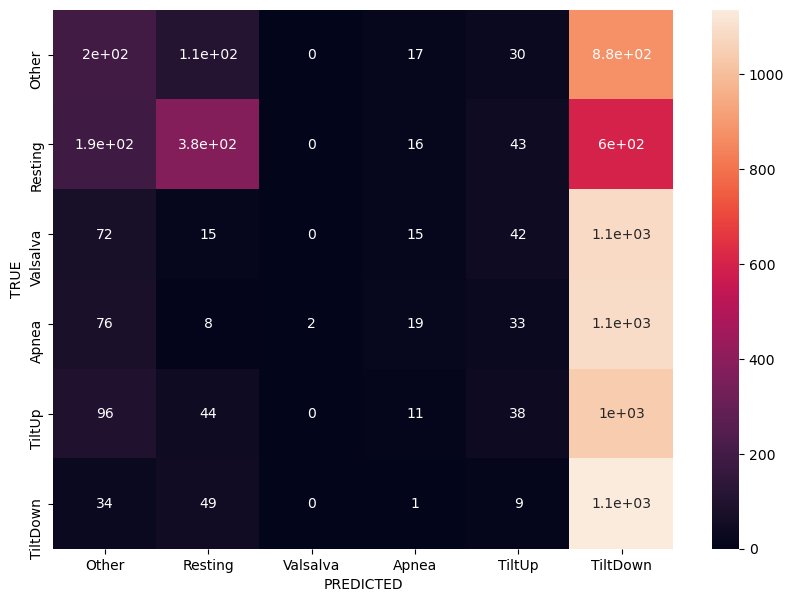 TRUE
Other 2e+02 1.1e+02 0 17 30 8.8e+02
Resting 1.9e+02 3.8e+02 0 16 43 6e+02
Valsalva 72 15 0 15 42 1.1e+03
Apnea 76 8 2 19 33 1.1e+03
TiltUp 96 44 0 11 38 1e+03
TiltDown 34 49 0 1 9 1.1e+03
Other Resting Valsalva Apnea TiltUp TiltDown
PREDICTED
1000
800
600
400
200
0